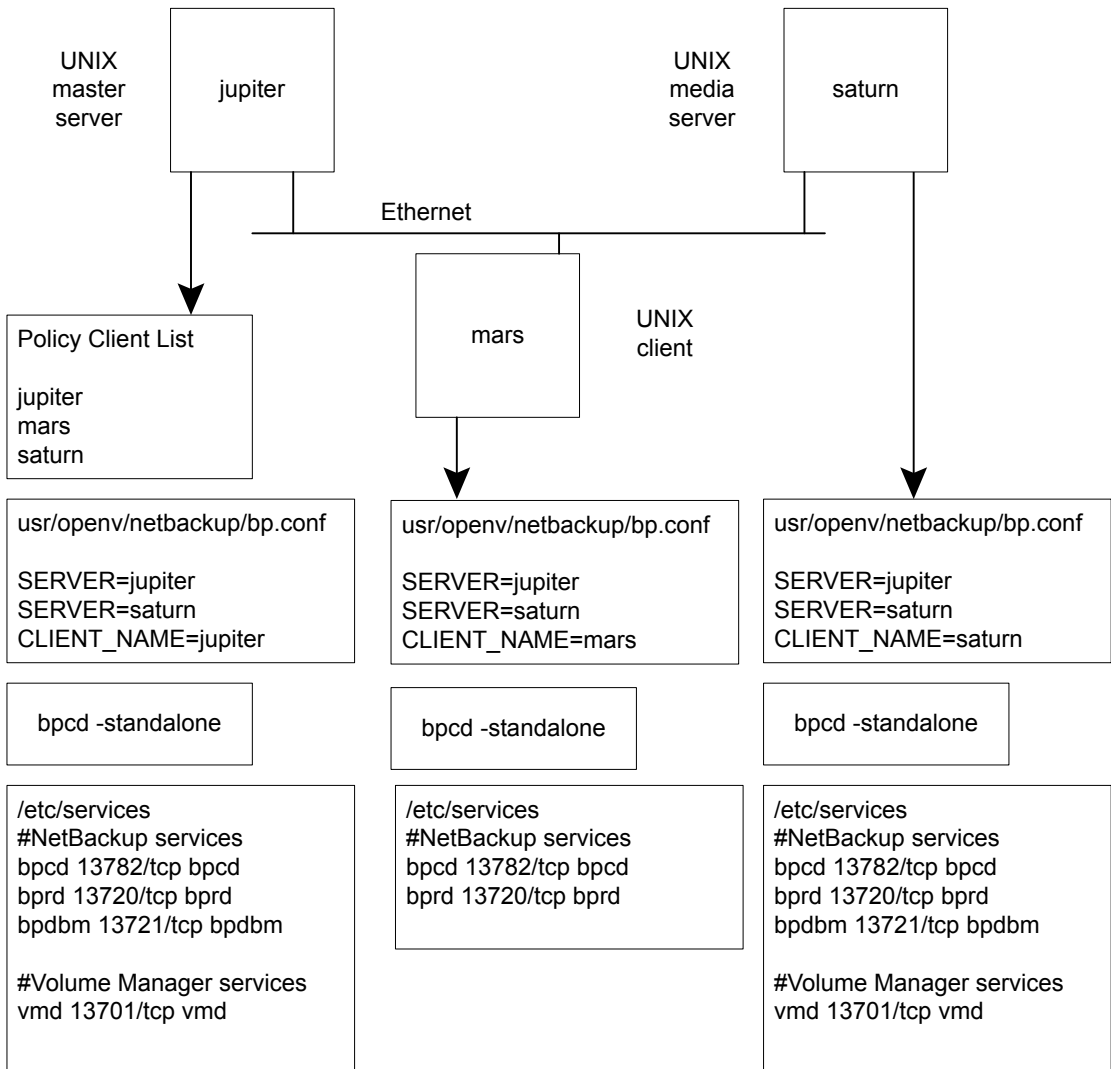 UNIX
master
server
jupiter
UNIX
media
server
saturn
Ethernet
mars
UNIX
client
Policy Client List
jupiter
mars
saturn
usr/openv/netbackup/bp.conf
SERVER=jupiter
SERVER=saturn
CLIENT_NAME=jupiter
usr/openv/netbackup/bp.conf
SERVER=jupiter
SERVER=saturn
CLIENT_NAME=mars
usr/openv/netbackup/bp.conf
SERVER=jupiter
SERVER=saturn
CLIENT_NAME=saturn
bpcd -standalone
bpcd -standalone
bpcd -standalone
/etc/services
#NetBackup services
bpcd 13782/tcp bpcd
bprd 13720/tcp bprd
bpdbm 13721/tcp bpdbm
#Volume Manager services
vmd 13701/tcp vmd
/etc/services
#NetBackup services
bpcd 13782/tcp bpcd
bprd 13720/tcp bprd
/etc/services
#NetBackup services
bpcd 13782/tcp bpcd
bprd 13720/tcp bprd
bpdbm 13721/tcp bpdbm
#Volume Manager services
vmd 13701/tcp vmd